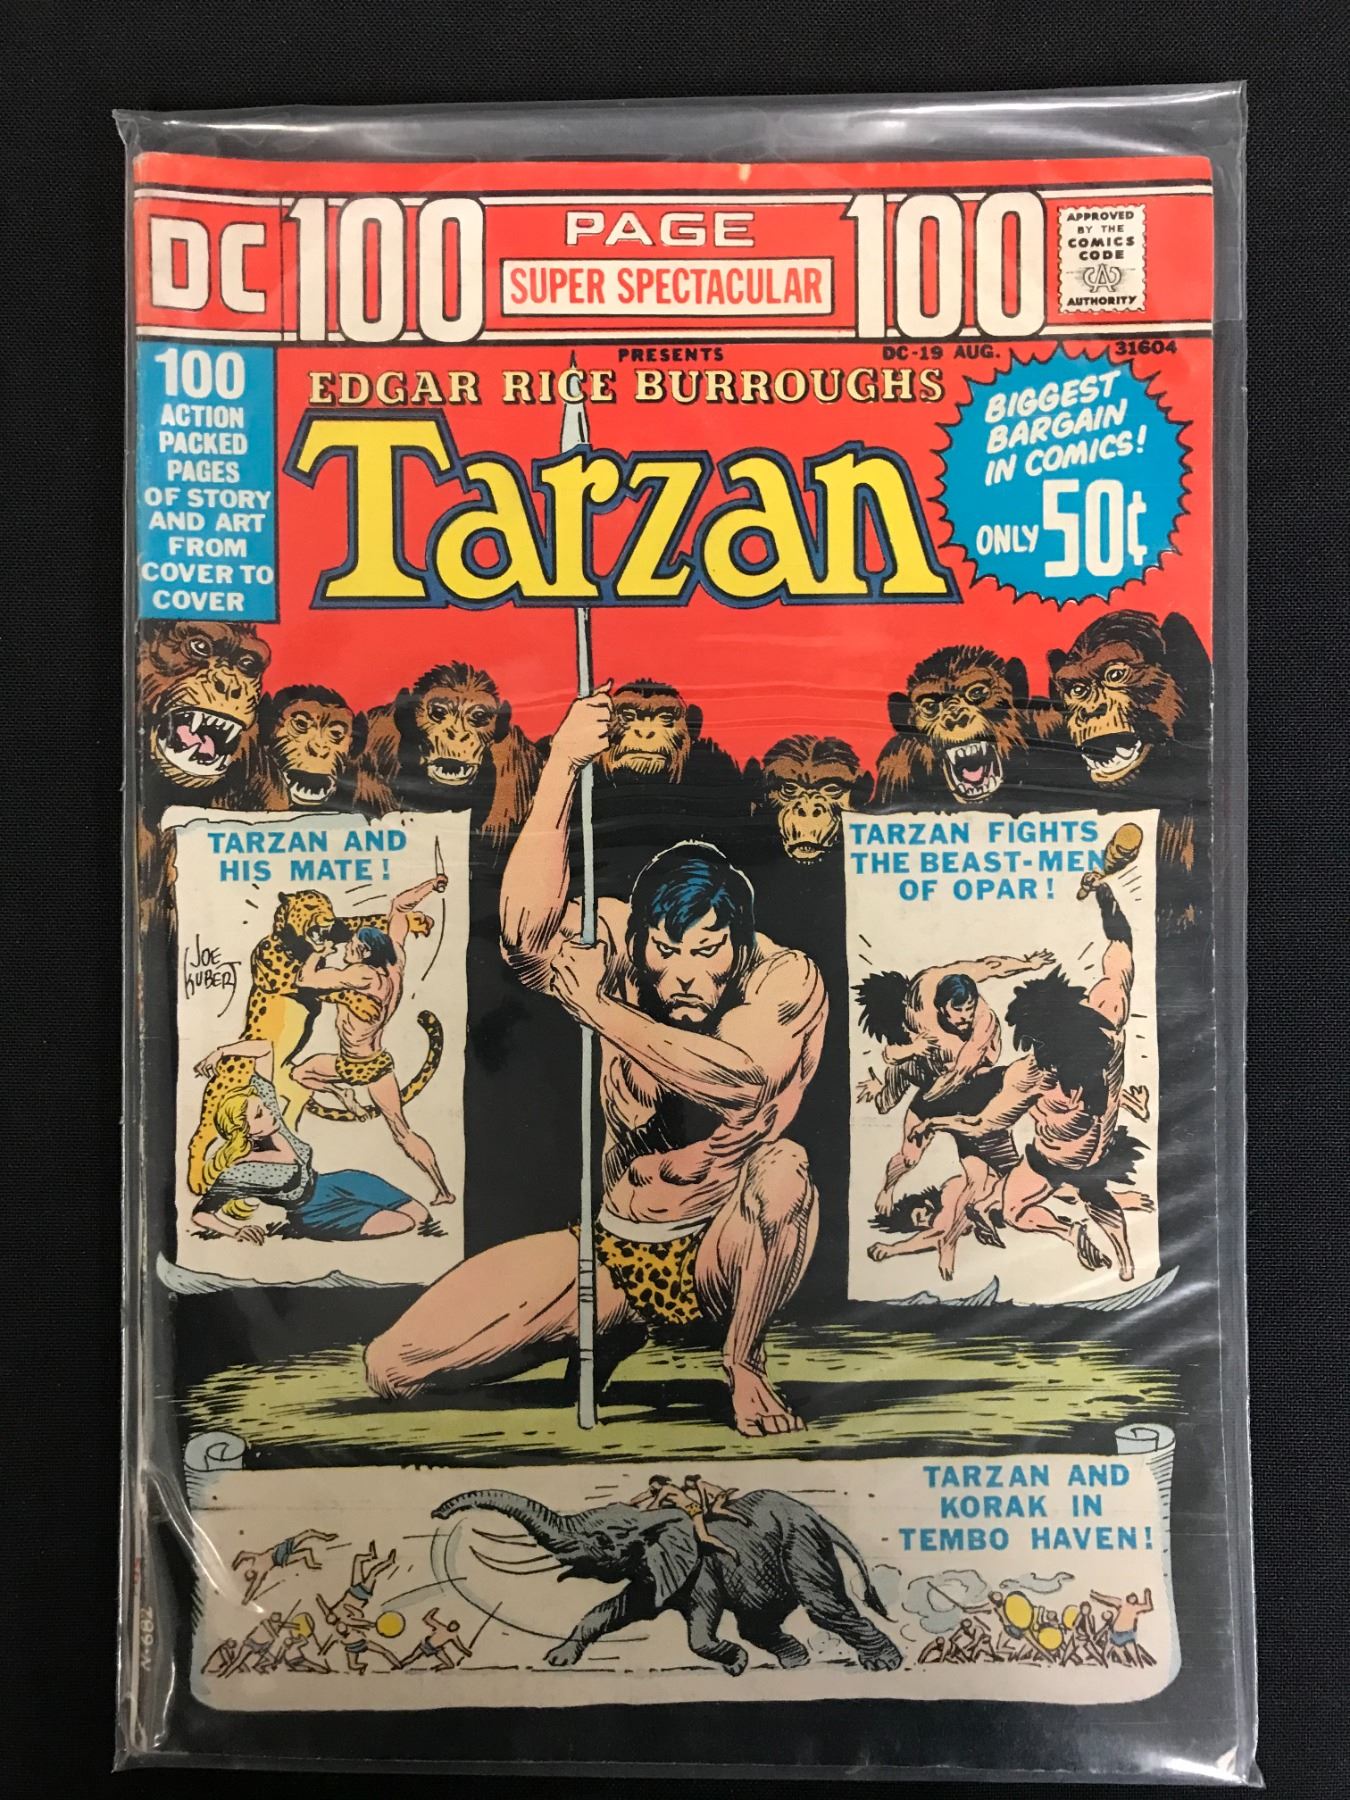 DC 100 PAGE 100
SUPER SPECTACULAR
APPROVED
BY THE
COMICS
CODE
CA
AUTHORITY
PRESENTS
DC-19 AUG.
31604
100
ACTION
PACKED
PAGES
OF STORY
AND ART
FROM
COVER TO
COVER
EDGAR RICE BURROUGHS
Tarzan
BIGGEST
BARGAIN
IN COMICS!
ONLY 50¢
TARZAN AND
HIS MATE!
JOE
KUBERT
TARZAN FIGHTS
THE BEAST-MEN
OF OPAR!
TARZAN AND
KORAK IN
TEMBO HAVEN!
N-682